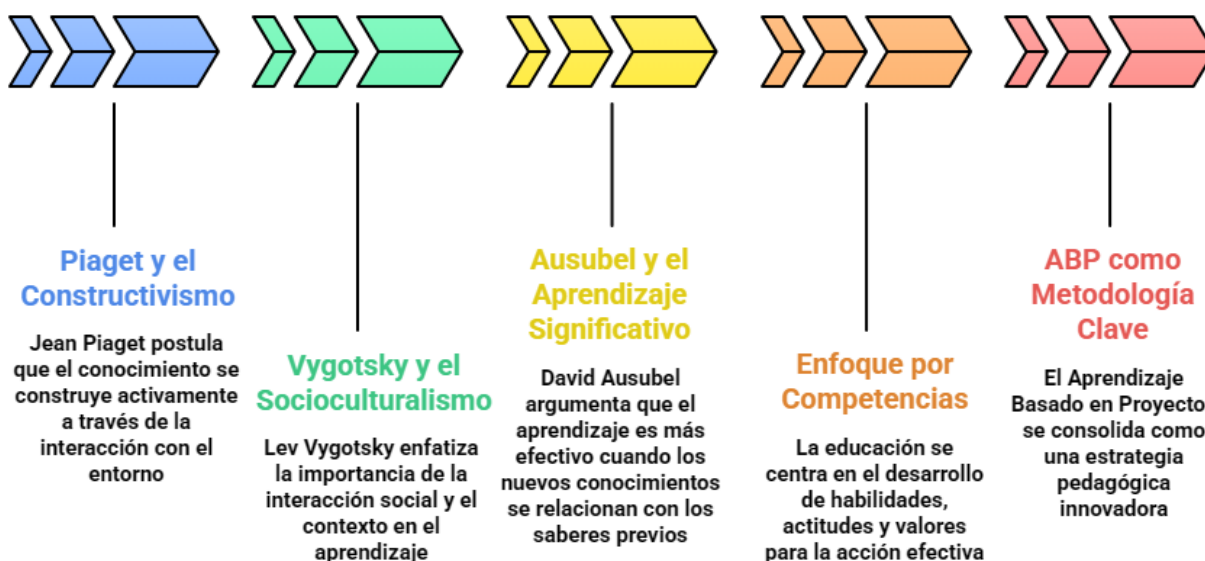 Piaget y el
Constructivismo
Jean Piaget postula
que el conocimiento se
construye activamente
a través de la
interacción con el
entorno
Vygotsky y el
Socioculturalismo
Lev Vygotsky enfatiza
la importancia de la
interacción social y el
contexto en el
aprendizaje
Ausubel y el
Aprendizaje
Significativo
David Ausubel
argumenta que el
aprendizaje es más
efectivo cuando los
nuevos conocimientos
se relacionan con los
saberes previos
Enfoque por
Competencias
La educación se
centra en el desarrollo
de habilidades,
actitudes y valores
para la acción efectiva
ABP como
Metodología
Clave
El Aprendizaje
Basado en Proyecto
se consolida como
una estrategia
pedagógica
innovadora